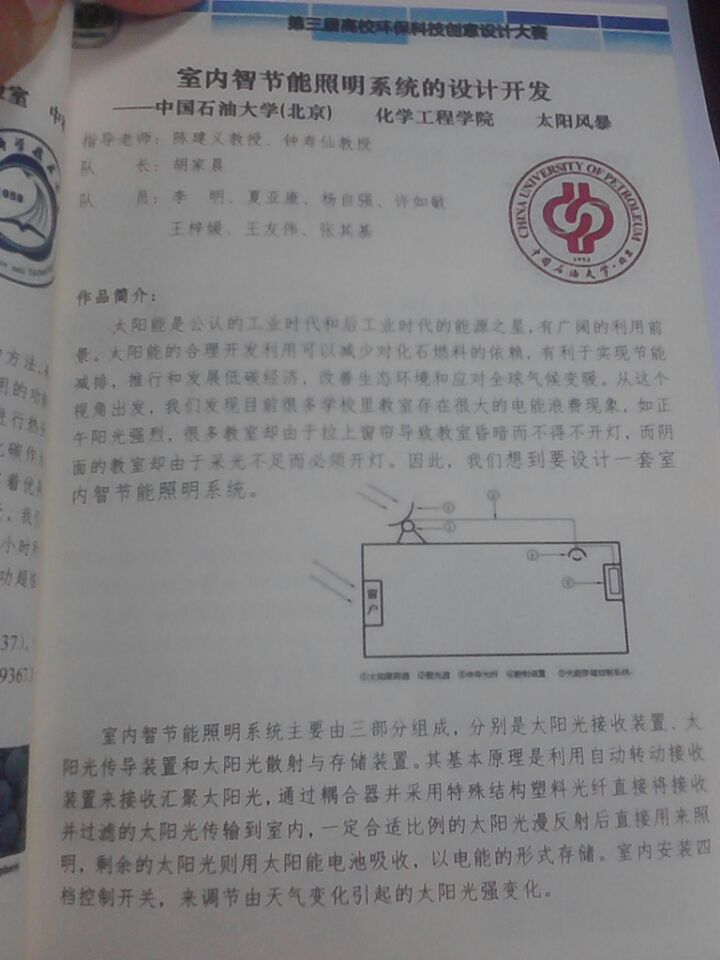 第三届高校环保科技创意设计大赛
室内智节能照明系统的设计开发
——中国石油大学(北京) 化学工程学院 太阳风暴
指导老师：陈建义教授、钟寿仙教授
队 长：胡家晨
队 员：李 明、夏亚康、杨自强、许如敏
王梓媛、王友伟、张其基
CHINA UNIVERSITY OF PETROLEUM
1953
中国石油大学·北京
作品简介：
太阳能是公认的工业时代和后工业时代的能源之星，有广阔的利用前
景。太阳能的合理开发利用可以减少对化石燃料的依赖，有利于实现节能
减排，推行和发展低碳经济，改善生态环境和应对全球气候变暖。从这个
视角出发，我们发现目前很多学校里教室存在很大的电能浪费现象，如正
午阳光强烈，很多教室却由于拉上窗帘导致教室昏暗而不得不开灯，而阴
面的教室却由于采光不足而必须开灯。因此，我们想到要设计一套室
内智节能照明系统。
窗户
③传导光纤 ④散射装置 ⑤光能存储控制系统
室内智节能照明系统主要由三部分组成，分别是太阳光接收装置、太
阳光传导装置和太阳光散射与存储装置。其基本原理是利用自动转动接收
装置来接收汇聚太阳光，通过耦合器并采用特殊结构塑料光纤直接将接收
并过滤的太阳光传输到室内，一定合适比例的太阳光漫反射后直接用来照
明，剩余的太阳光则用太阳能电池吸收，以电能的形式存储。室内安装四
档控制开关，来调节由天气变化引起的太阳光强变化。